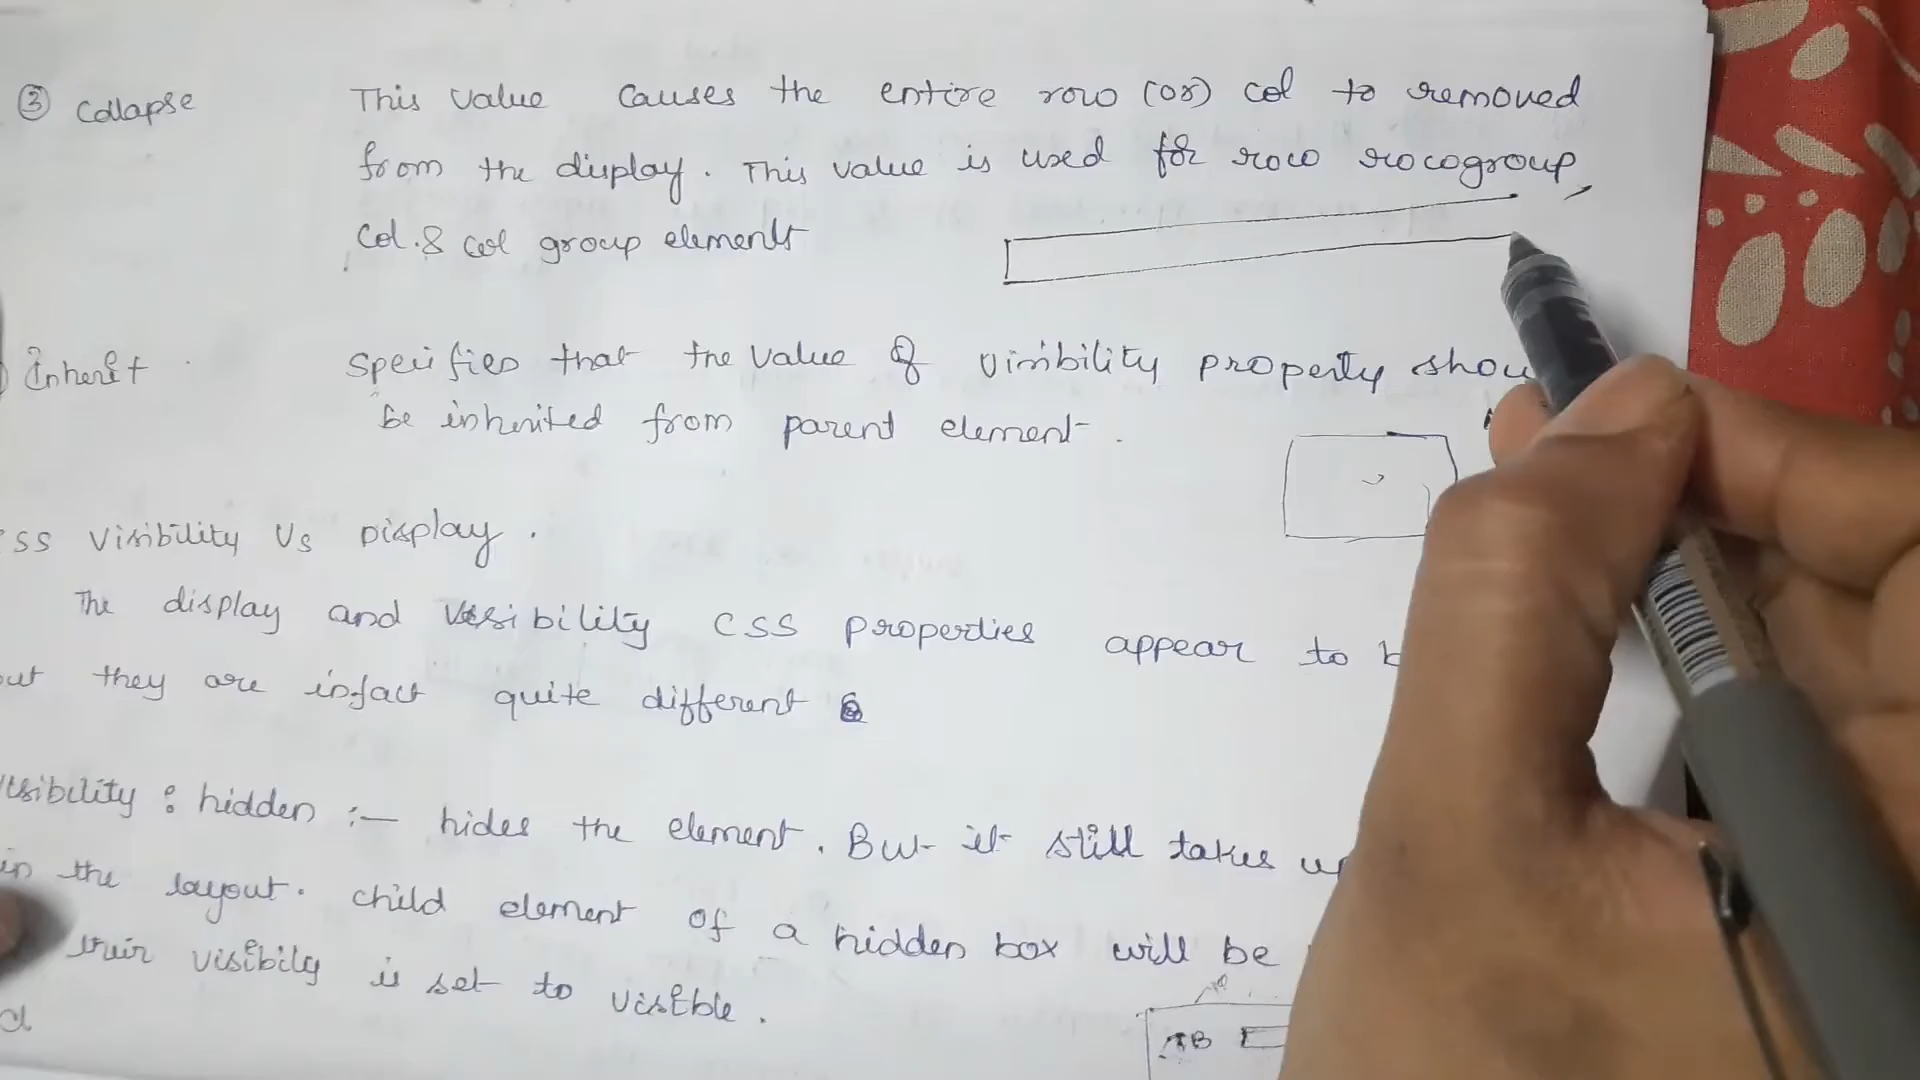 ③ Collapse This value causes the entire row (or) col to removed
from the display. This value is used for row rowgroup,
col. & col group elements
Inherit Specifies that the value of visibility property shou
be inherited from parent element.
SS Visibility Vs Display.
The display and visibility CSS properties appear to b
ut they are infact quite different
isibility : hidden :- hides the element. But it still takes up
in the layout. child element of a hidden box will be
their visibily is set to visible.
d
AB